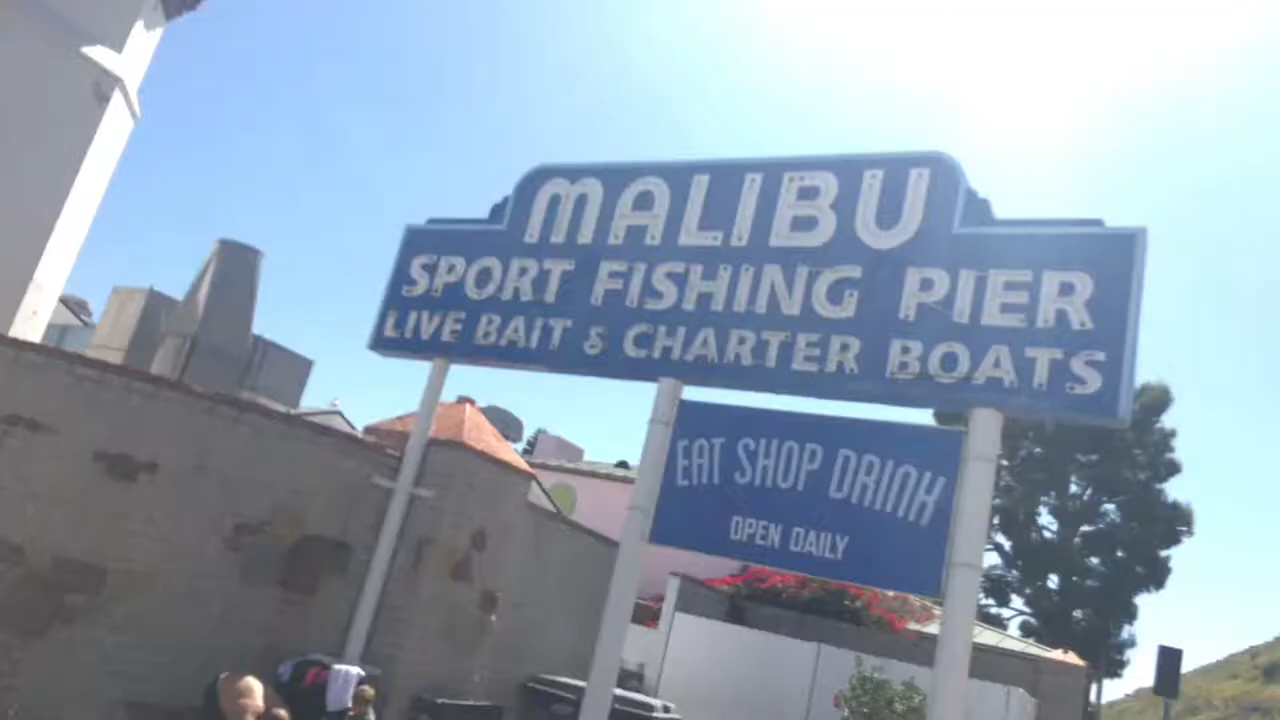 MALIBU
SPORT FISHING PIER
LIVE BAIT & CHARTER BOATS
EAT SHOP DRINK
OPEN DAILY